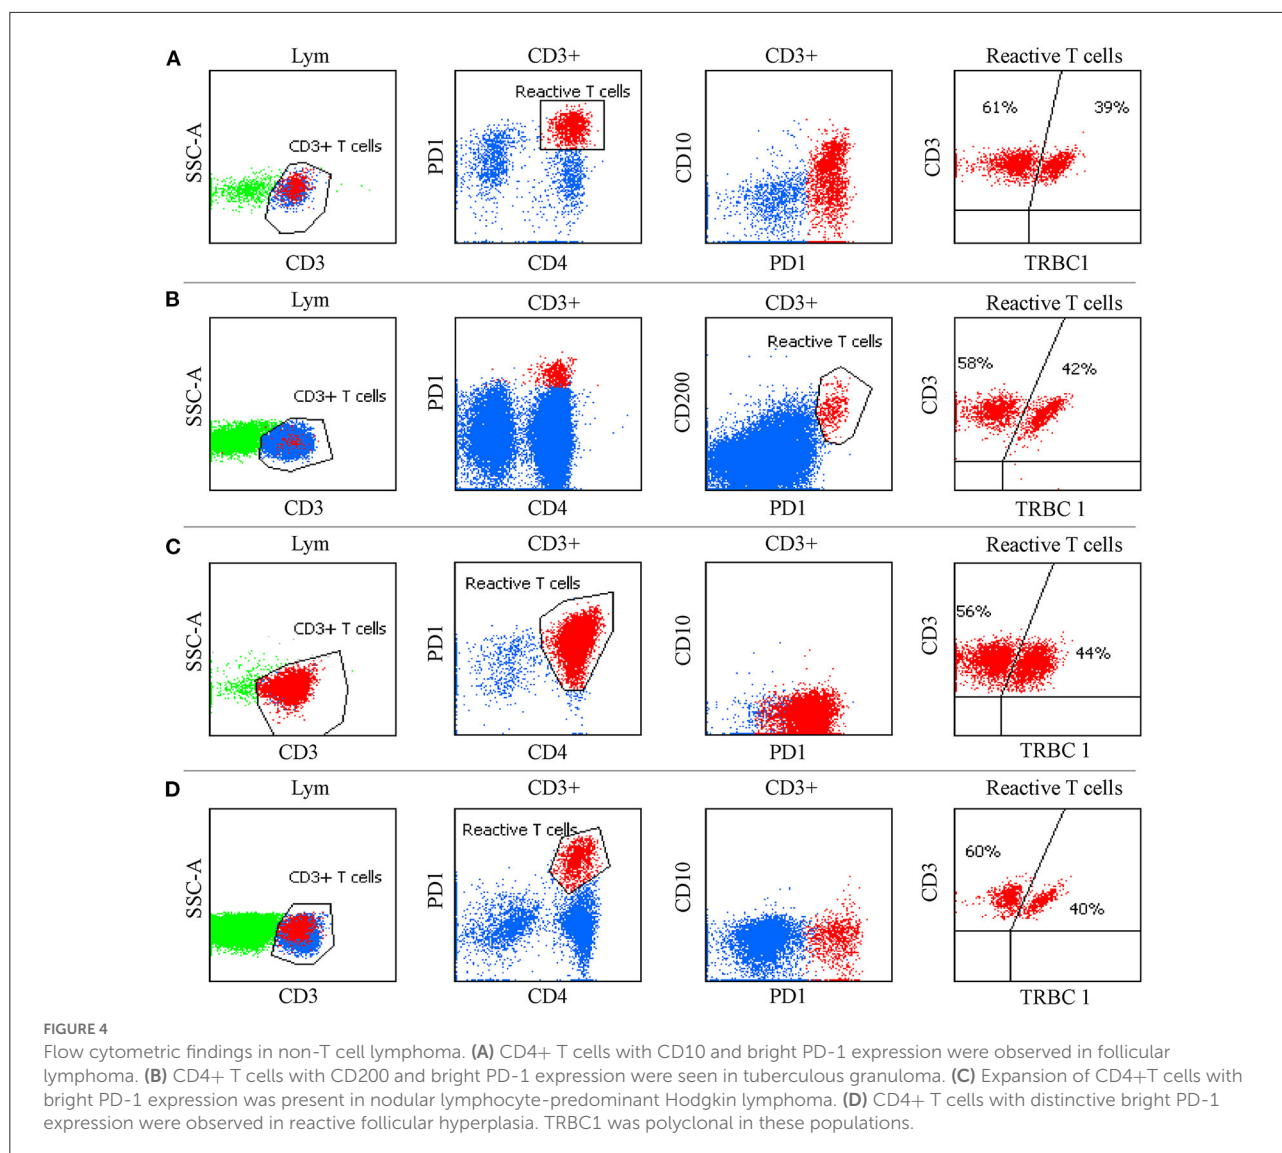 A
Lym
CD3+
CD3+
Reactive T cells
SSC-A
CD3+ T cells
CD3
PD1
Reactive T cells
CD4
CD10
PD1
CD3
61%
39%
TRBC1
B
Lym
CD3+
CD3+
Reactive T cells
SSC-A
CD3+ T cells
CD3
PD1
CD4
CD200
Reactive T cells
PD1
CD3
58%
42%
TRBC 1
C
Lym
CD3+
CD3+
Reactive T cells
SSC-A
CD3+ T cells
CD3
PD1
Reactive T cells
CD4
CD10
PD1
CD3
56%
44%
TRBC 1
D
Lym
CD3+
CD3+
Reactive T cells
SSC-A
CD3+ T cells
CD3
PD1
Reactive T cells
CD4
CD10
PD1
CD3
60%
40%
TRBC 1
FIGURE 4
Flow cytometric findings in non-T cell lymphoma. (A) CD4+ T cells with CD10 and bright PD-1 expression were observed in follicular
lymphoma. (B) CD4+ T cells with CD200 and bright PD-1 expression were seen in tuberculous granuloma. (C) Expansion of CD4+T cells with
bright PD-1 expression was present in nodular lymphocyte-predominant Hodgkin lymphoma. (D) CD4+ T cells with distinctive bright PD-1
expression were observed in reactive follicular hyperplasia. TRBC1 was polyclonal in these populations.